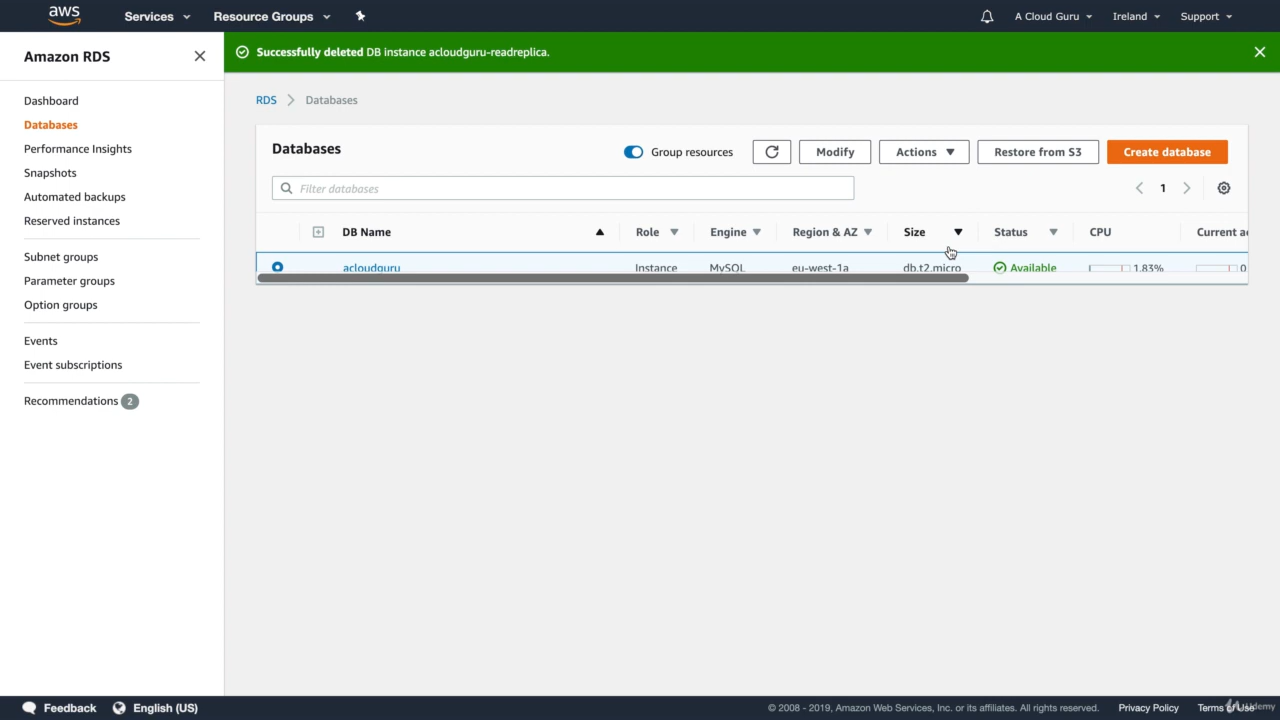 aws Services Resource Groups A Cloud Guru Ireland Support
Amazon RDS
Successfully deleted DB instance acloudguru-readreplica.
RDS Databases
Dashboard
Databases
Performance Insights
Snapshots
Automated backups
Reserved instances
Subnet groups
Parameter groups
Option groups
Events
Event subscriptions
Recommendations 2
Databases Group resources Modify Actions Restore from S3 Create database
Filter databases 1
DB Name Role Engine Region & AZ Size Status CPU Current a
acloudguru Instance MySQL eu-west-1a db.t2.micro Available 1.83% 0
Feedback English (US) © 2008 - 2019, Amazon Web Services, Inc. or its affiliates. All rights reserved. Privacy Policy Terms of Use
Udemy